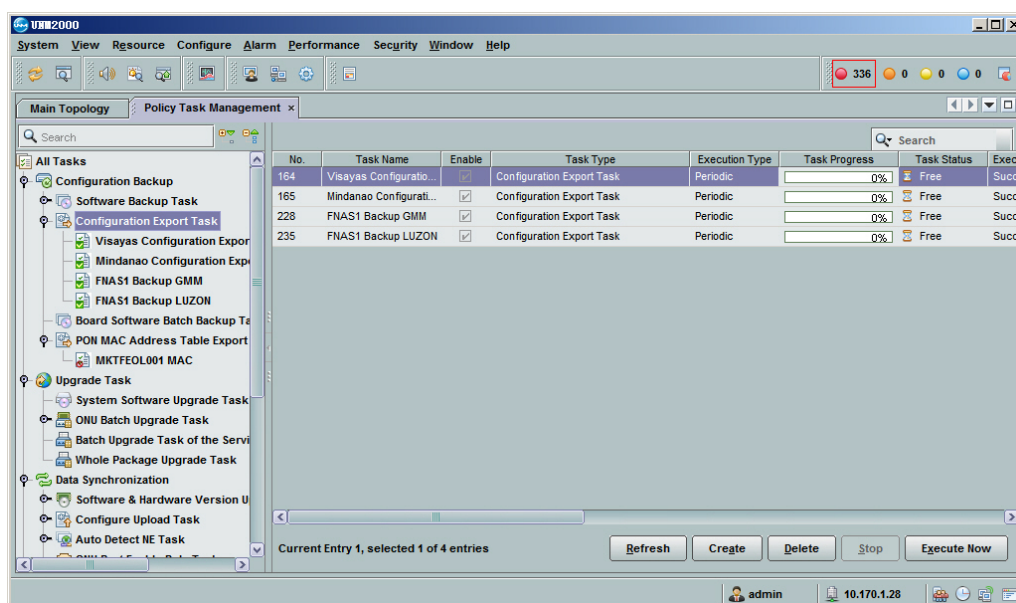 UNM2000
System View Resource Configure Alarm Performance Security Window Help
336 0 0 0
Main Topology Policy Task Management ×
Search
Search
All Tasks
Configuration Backup
Software Backup Task
Configuration Export Task
Visayas Configuration Expor
Mindanao Configuration Expo
FNAS1 Backup GMM
FNAS1 Backup LUZON
Board Software Batch Backup Ta
PON MAC Address Table Export
MKTFEOL001 MAC
Upgrade Task
System Software Upgrade Task
ONU Batch Upgrade Task
Batch Upgrade Task of the Servi
Whole Package Upgrade Task
Data Synchronization
Software & Hardware Version U
Configure Upload Task
Auto Detect NE Task
No. Task Name Enable Task Type Execution Type Task Progress Task Status Exec
164 Visayas Configuratio... Configuration Export Task Periodic 0% Free Succ
165 Mindanao Configurati... Configuration Export Task Periodic 0% Free Succ
228 FNAS1 Backup GMM Configuration Export Task Periodic 0% Free Succ
235 FNAS1 Backup LUZON Configuration Export Task Periodic 0% Free Succ
Current Entry 1, selected 1 of 4 entries
Refresh Create Delete Stop Execute Now
admin 10.170.1.28